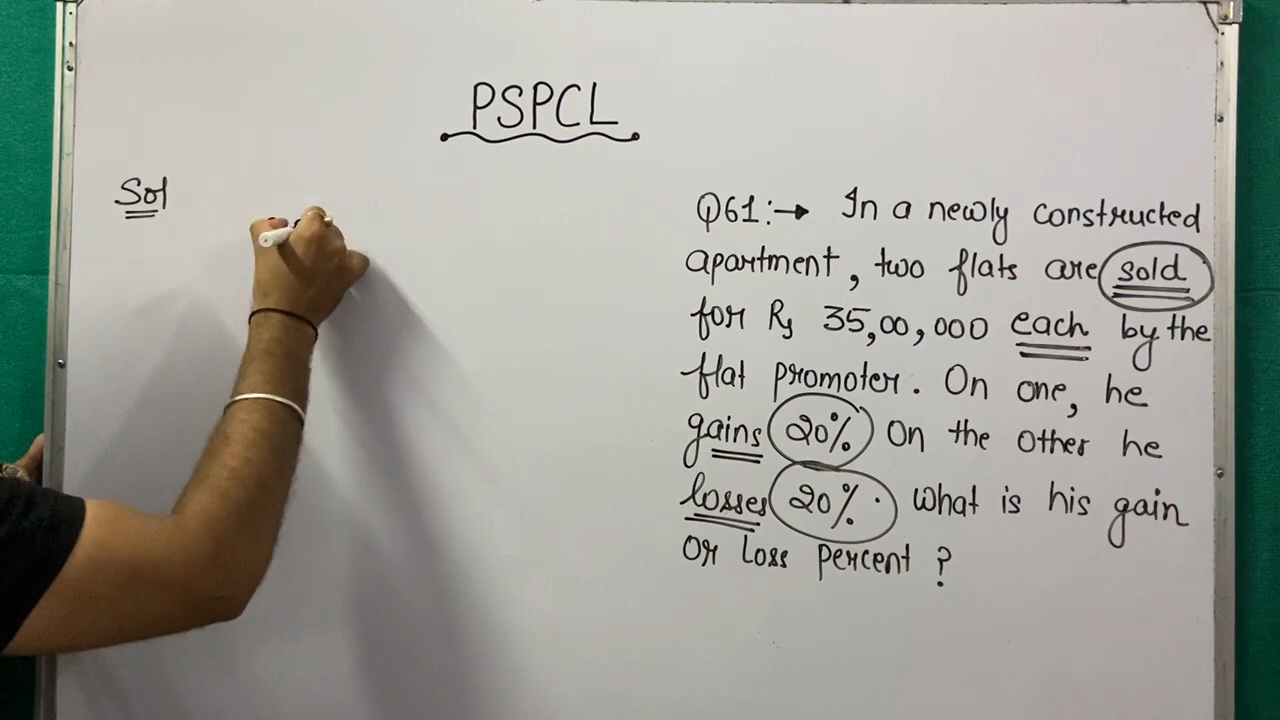 PSPCL
Sol
Q61:→ In a newly constructed
apartment, two flats are sold
for Rs 35,00,000 each by the
flat promoter. On one, he
gains 20% On the other he
losses 20%. What is his gain
Or Loss Percent ?